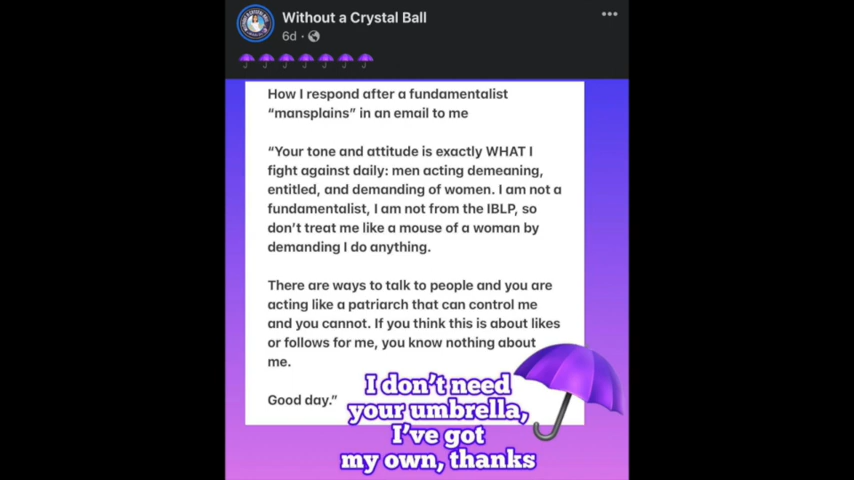 Without a Crystal Ball
6d ·
How I respond after a fundamentalist
“mansplains” in an email to me
“Your tone and attitude is exactly WHAT I
fight against daily: men acting demeaning,
entitled, and demanding of women. I am not a
fundamentalist, I am not from the IBLP, so
don’t treat me like a mouse of a woman by
demanding I do anything.
There are ways to talk to people and you are
acting like a patriarch that can control me
and you cannot. If you think this is about likes
or follows for me, you know nothing about
me.
Good day.”
I don’t need
your umbrella,
I’ve got
my own, thanks